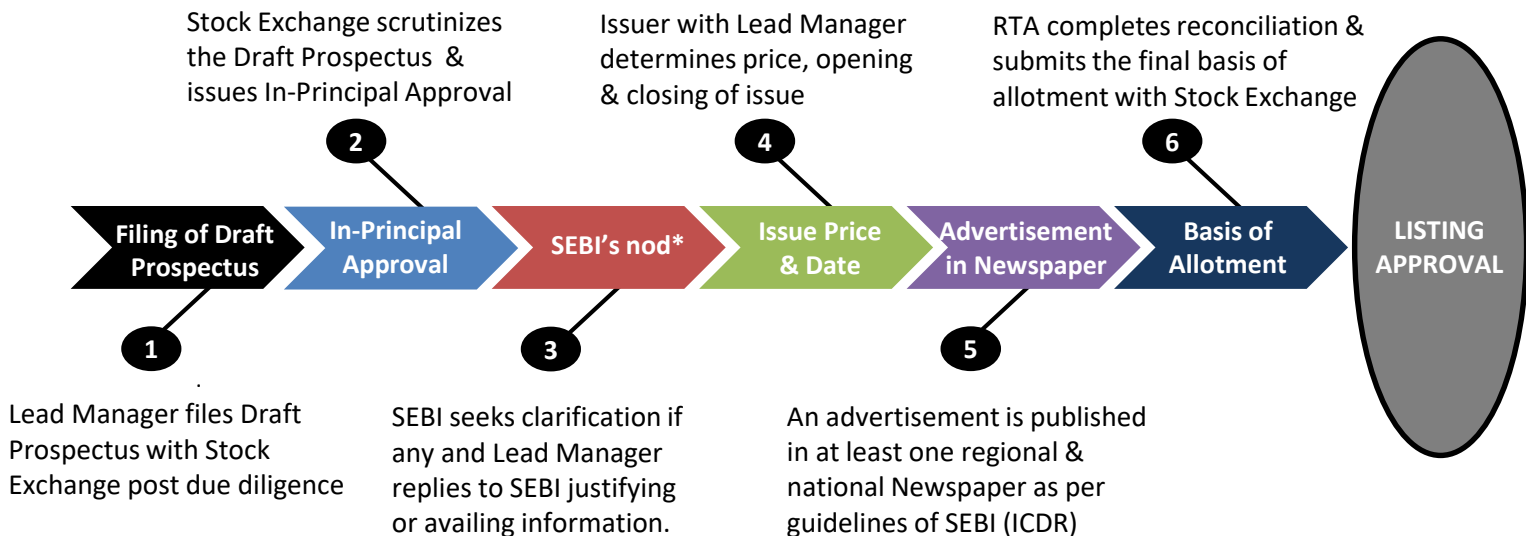 Stock Exchange scrutinizes
the Draft Prospectus &
issues In-Principal Approval
Issuer with Lead Manager
determines price, opening
& closing of issue
RTA completes reconciliation &
submits the final basis of
allotment with Stock Exchange
2
4
6
Filing of Draft
Prospectus
In-Principal
Approval
SEBI's nod*
Issue Price
& Date
Advertisement
in Newspaper
Basis of
Allotment
LISTING
APPROVAL
1
3
5
.
Lead Manager files Draft
Prospectus with Stock
Exchange post due diligence
SEBI seeks clarification if
any and Lead Manager
replies to SEBI justifying
or availing information.
An advertisement is published
in at least one regional &
national Newspaper as per
guidelines of SEBI (ICDR)